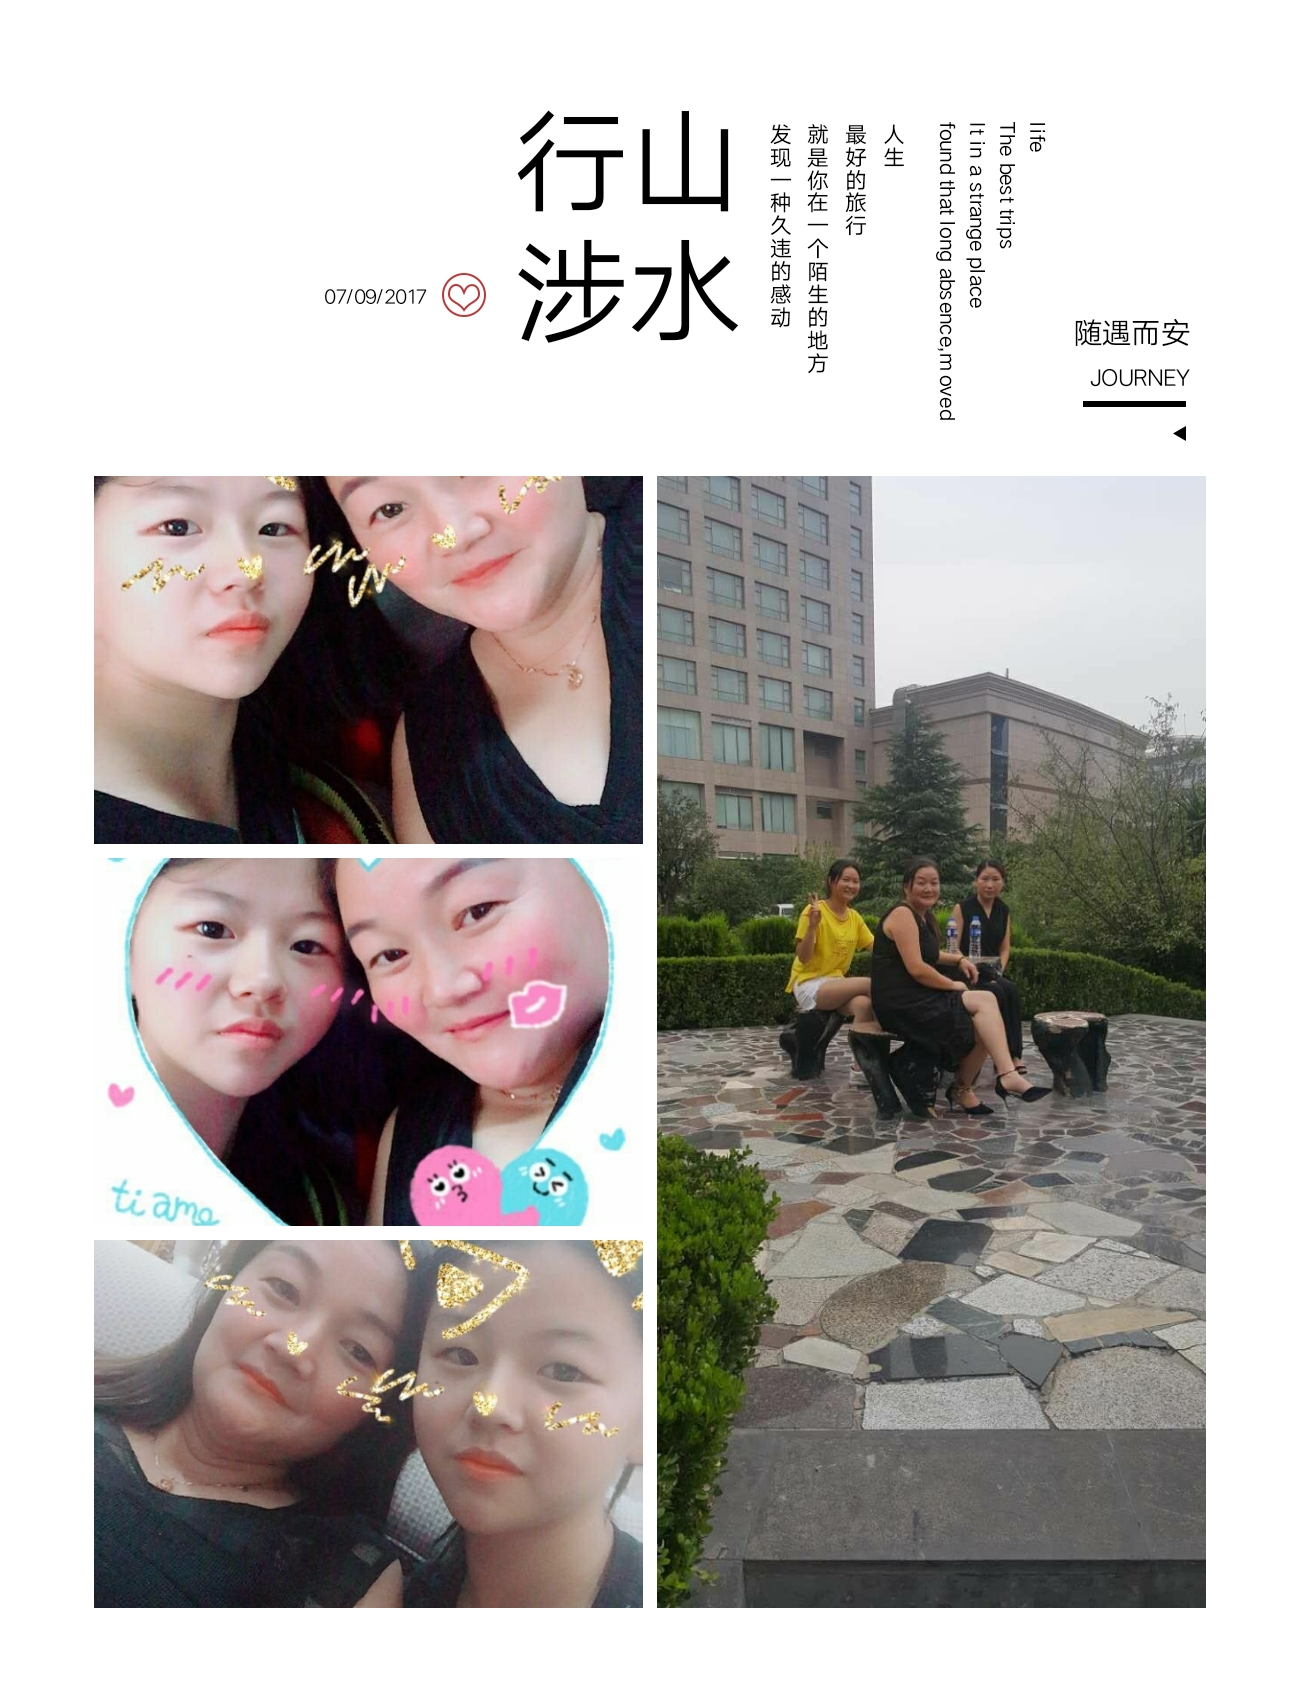 行山
涉水
07/09/2017
人生
最好的旅行
就是你在一个陌生的地方
发现一种久违的感动
life
The best trips
It in a strange place
found that long absence,moved
随遇而安
JOURNEY
ti amo